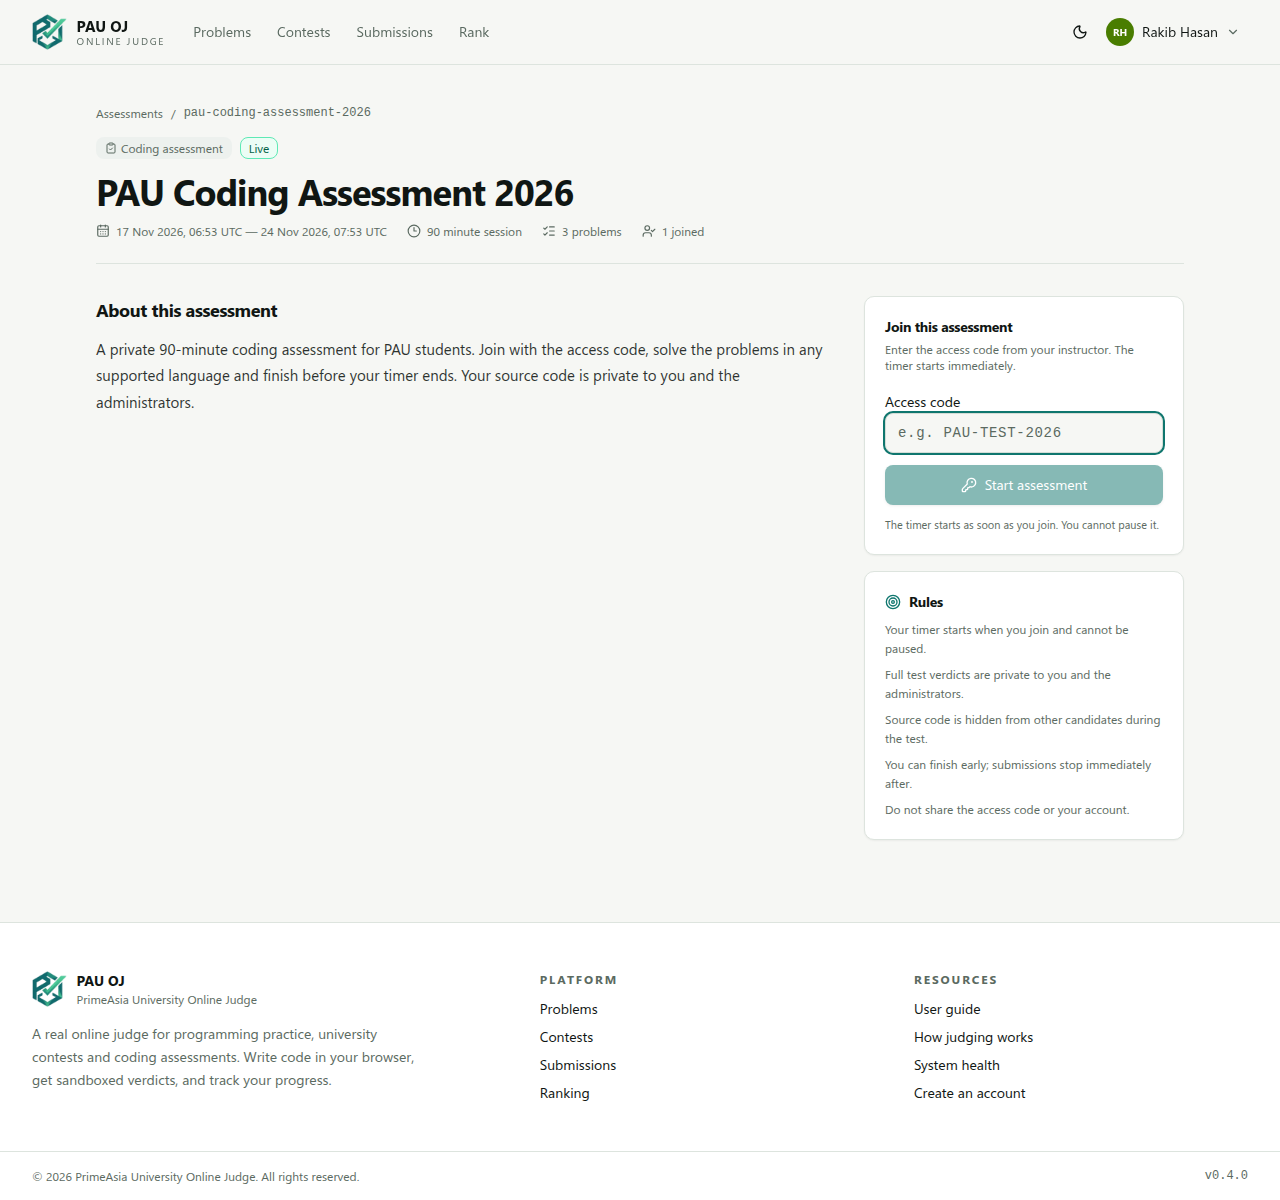 PAU OJ
ONLINE JUDGE
Problems
Contests
Submissions
Rank
RH
Rakib Hasan
Assessments / pau-coding-assessment-2026
Coding assessment
Live
PAU Coding Assessment 2026
17 Nov 2026, 06:53 UTC — 24 Nov 2026, 07:53 UTC
90 minute session
3 problems
1 joined
About this assessment
A private 90-minute coding assessment for PAU students. Join with the access code, solve the problems in any
supported language and finish before your timer ends. Your source code is private to you and the
administrators.
Join this assessment
Enter the access code from your instructor. The
timer starts immediately.
Access code
e.g. PAU-TEST-2026
Start assessment
The timer starts as soon as you join. You cannot pause it.
Rules
Your timer starts when you join and cannot be
paused.
Full test verdicts are private to you and the
administrators.
Source code is hidden from other candidates during
the test.
You can finish early; submissions stop immediately
after.
Do not share the access code or your account.
PAU OJ
PrimeAsia University Online Judge
A real online judge for programming practice, university
contests and coding assessments. Write code in your browser,
get sandboxed verdicts, and track your progress.
PLATFORM
Problems
Contests
Submissions
Ranking
RESOURCES
User guide
How judging works
System health
Create an account
© 2026 PrimeAsia University Online Judge. All rights reserved.
v0.4.0